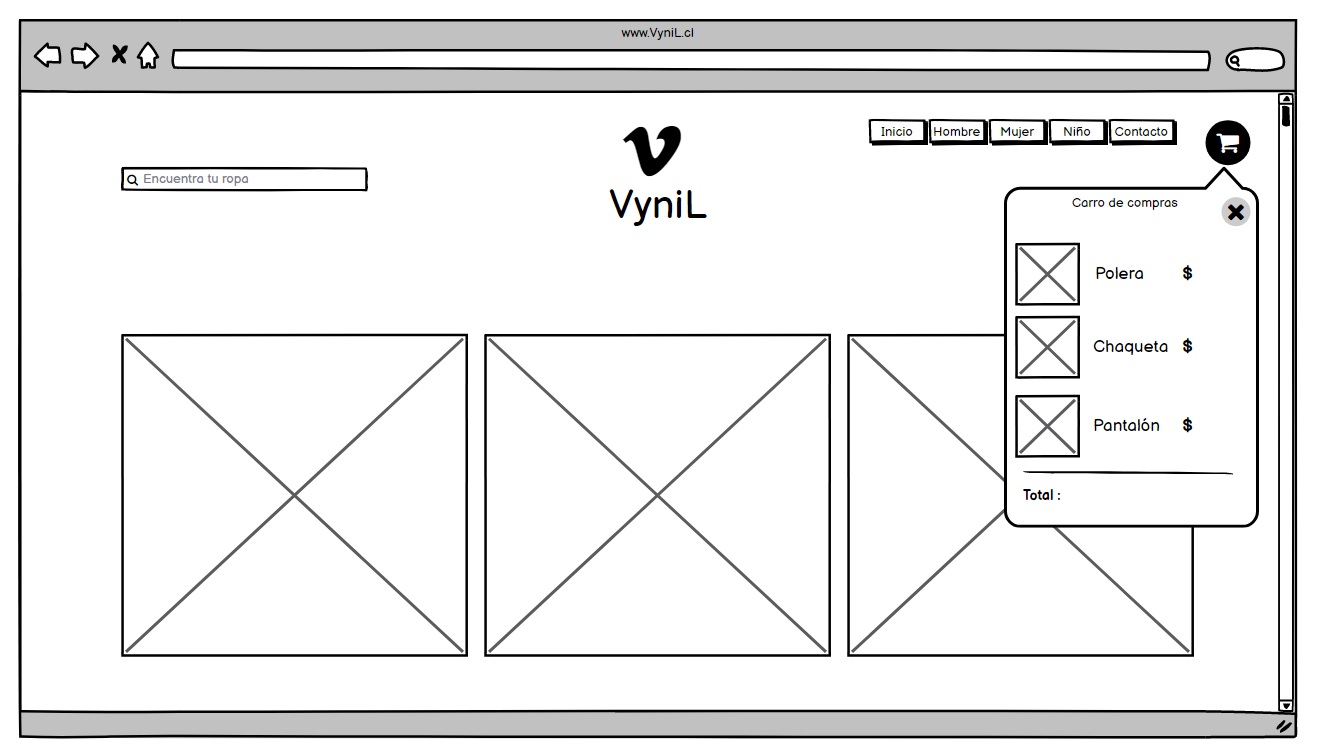 www.VyniL.cl
Inicio
Hombre
Mujer
Niño
Contacto
Encuentra tu ropa
VyniL
Carro de compras
Polera $
Chaqueta $
Pantalón $
Total :